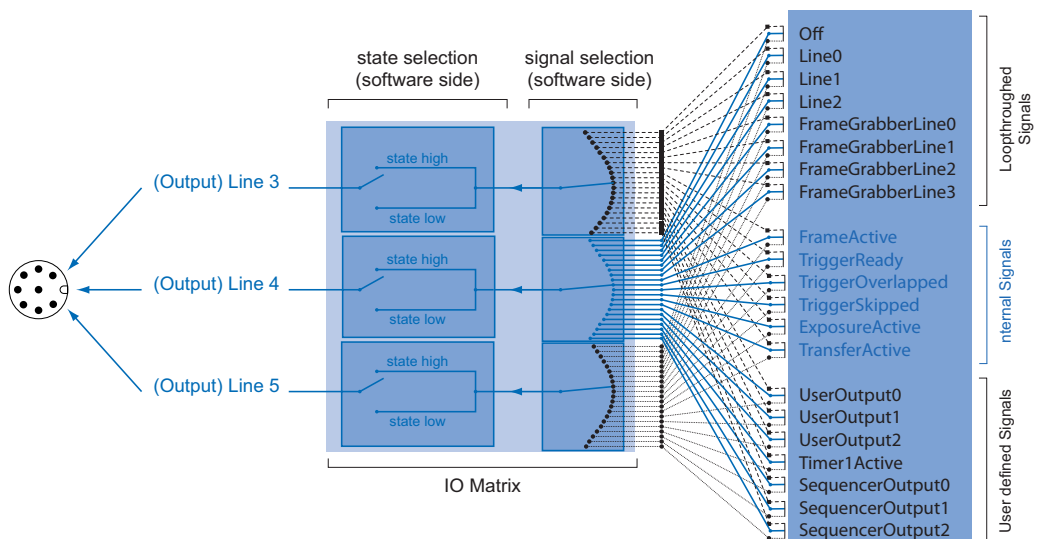 state selection
(software side)
signal selection
(software side)
state high
state low
(Output) Line 3
state high
state low
(Output) Line 4
state high
state low
(Output) Line 5
IO Matrix
Off
Line0
Line1
Line2
FrameGrabberLine0
FrameGrabberLine1
FrameGrabberLine2
FrameGrabberLine3
Loopthroughed
Signals
FrameActive
TriggerReady
TriggerOverlapped
TriggerSkipped
ExposureActive
TransferActive
nternal Signals
UserOutput0
UserOutput1
UserOutput2
Timer1Active
SequencerOutput0
SequencerOutput1
SequencerOutput2
User defined Signals